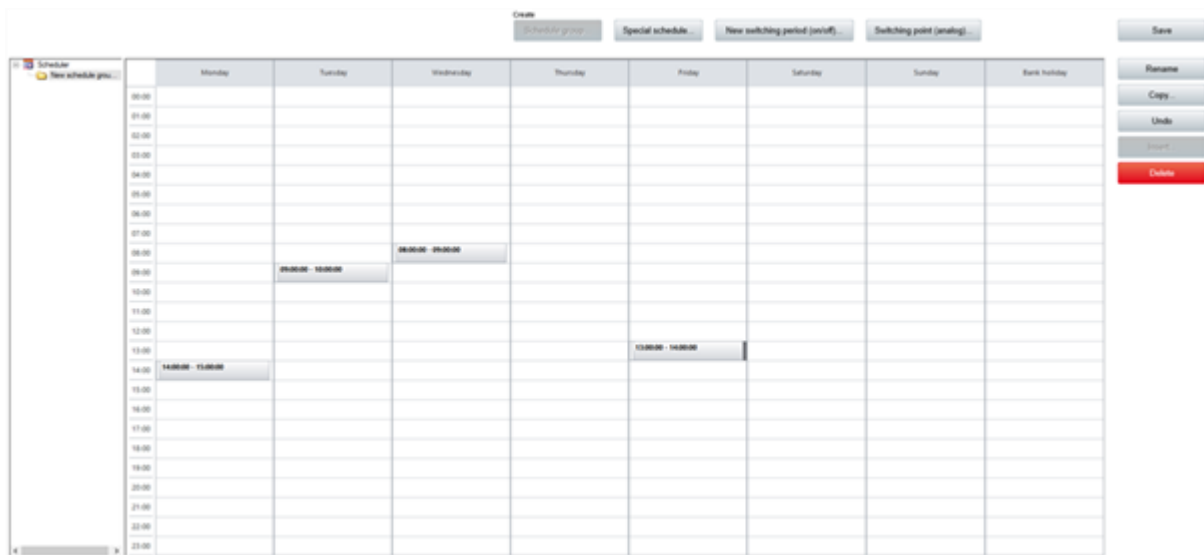 Create
Schedule group...
Special schedule...
New switching period (on/off)...
Switching point (analog)...
Save
Scheduler
New schedule grou...
Monday
Tuesday
Wednesday
Thursday
Friday
Saturday
Sunday
Bank holiday
Rename
Copy...
Undo
Insert...
Delete
00:00
01:00
02:00
03:00
04:00
05:00
06:00
07:00
08:00
08:00:00 - 09:00:00
09:00
09:00:00 - 10:00:00
10:00
11:00
12:00
13:00
13:00:00 - 14:00:00
14:00
14:00:00 - 15:00:00
15:00
16:00
17:00
18:00
19:00
20:00
21:00
22:00
23:00